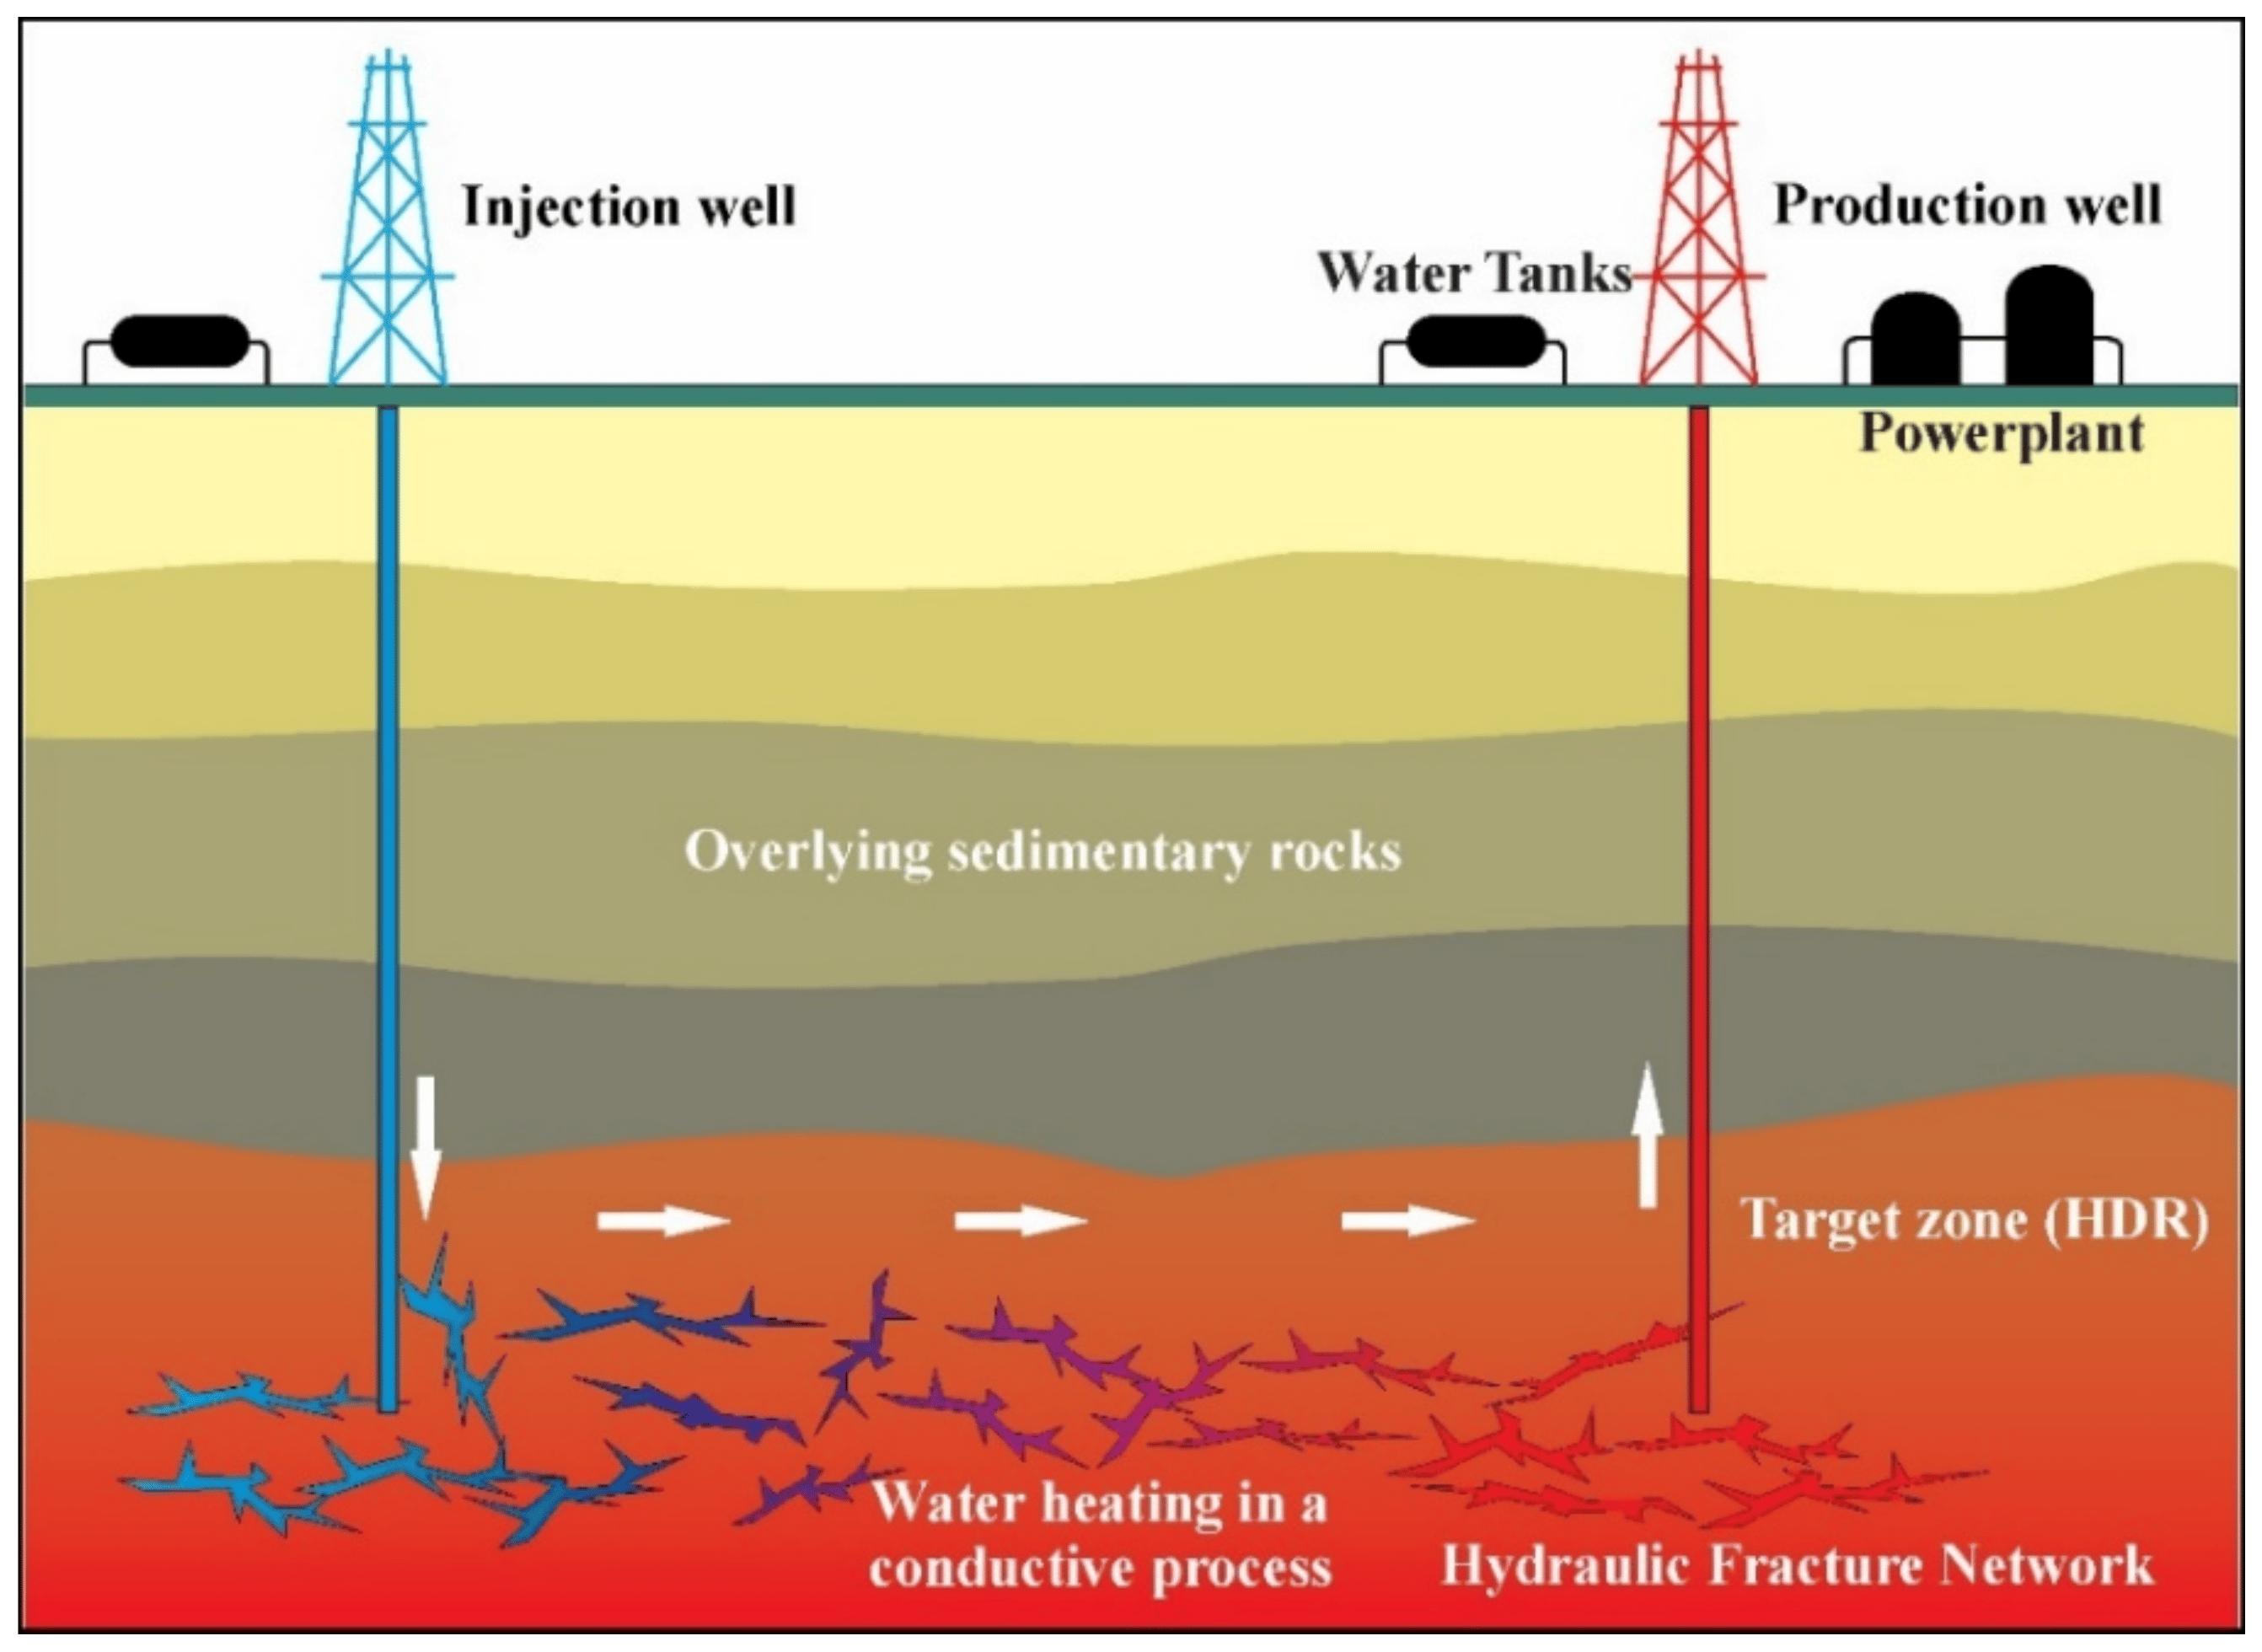 Injection well
Production well
Water Tanks
Powerplant
Overlying sedimentary rocks
Target zone (HDR)
Water heating in a
conductive process
Hydraulic Fracture Network